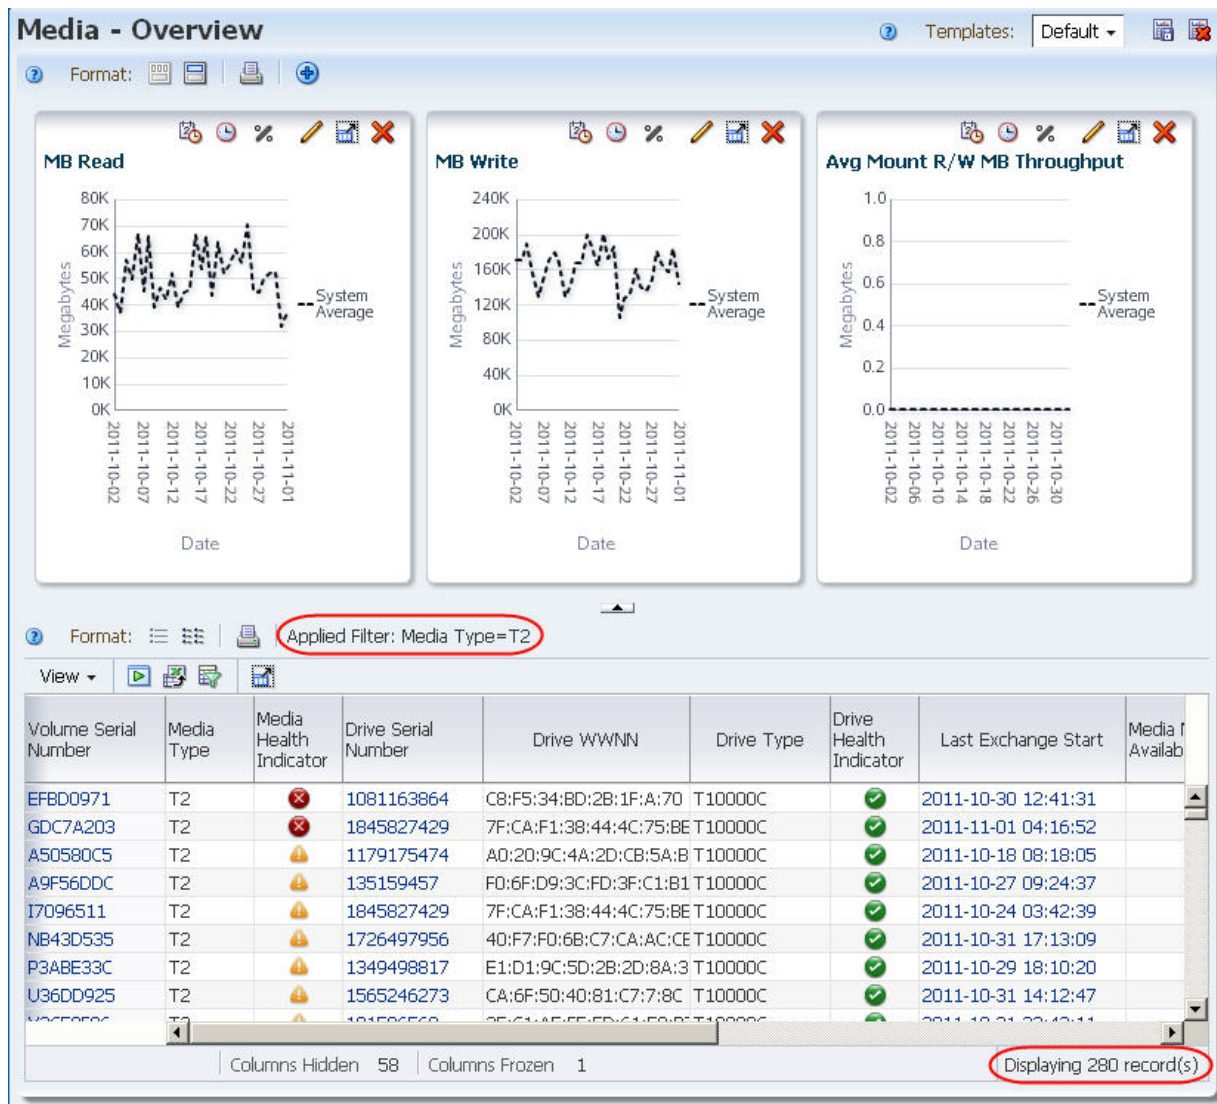 Media - Overview
Templates: Default
Format:
MB Read
80K
70K
60K
50K
40K
30K
20K
10K
0K
Megabytes
System
Average
2011-10-02
2011-10-07
2011-10-12
2011-10-17
2011-10-22
2011-10-27
2011-11-01
Date
MB Write
240K
200K
160K
120K
80K
40K
0K
Megabytes
System
Average
2011-10-02
2011-10-07
2011-10-12
2011-10-17
2011-10-22
2011-10-27
2011-11-01
Date
Avg Mount R/W MB Throughput
1.0
0.8
0.6
0.4
0.2
0.0
Megabytes
System
Average
2011-10-02
2011-10-06
2011-10-10
2011-10-14
2011-10-18
2011-10-22
2011-10-26
2011-10-30
Date
Format: Applied Filter: Media Type=T2
View
Volume Serial Number Media Type Media Health Indicator Drive Serial Number Drive WWNN Drive Type Drive Health Indicator Last Exchange Start Media Availab
EFBD0971 T2 1081163864 C8:F5:34:BD:2B:1F:A:70 T10000C 2011-10-30 12:41:31
GDC7A203 T2 1845827429 7F:CA:F1:38:44:4C:75:BE T10000C 2011-11-01 04:16:52
A50580C5 T2 1179175474 A0:20:9C:4A:2D:CB:5A:B T10000C 2011-10-18 08:18:05
A9F56DDC T2 135159457 F0:6F:D9:3C:FD:3F:C1:B1 T10000C 2011-10-27 09:24:37
I7096511 T2 1845827429 7F:CA:F1:38:44:4C:75:BE T10000C 2011-10-24 03:42:39
NB43D535 T2 1726497956 40:F7:F0:6B:C7:CA:AC:CE T10000C 2011-10-31 17:13:09
P3ABE33C T2 1349498817 E1:D1:9C:5D:2B:2D:8A:3 T10000C 2011-10-29 18:10:20
U36DD925 T2 1565246273 CA:6F:50:40:81:C7:7:8C T10000C 2011-10-31 14:12:47
Columns Hidden 58 Columns Frozen 1 Displaying 280 record(s)